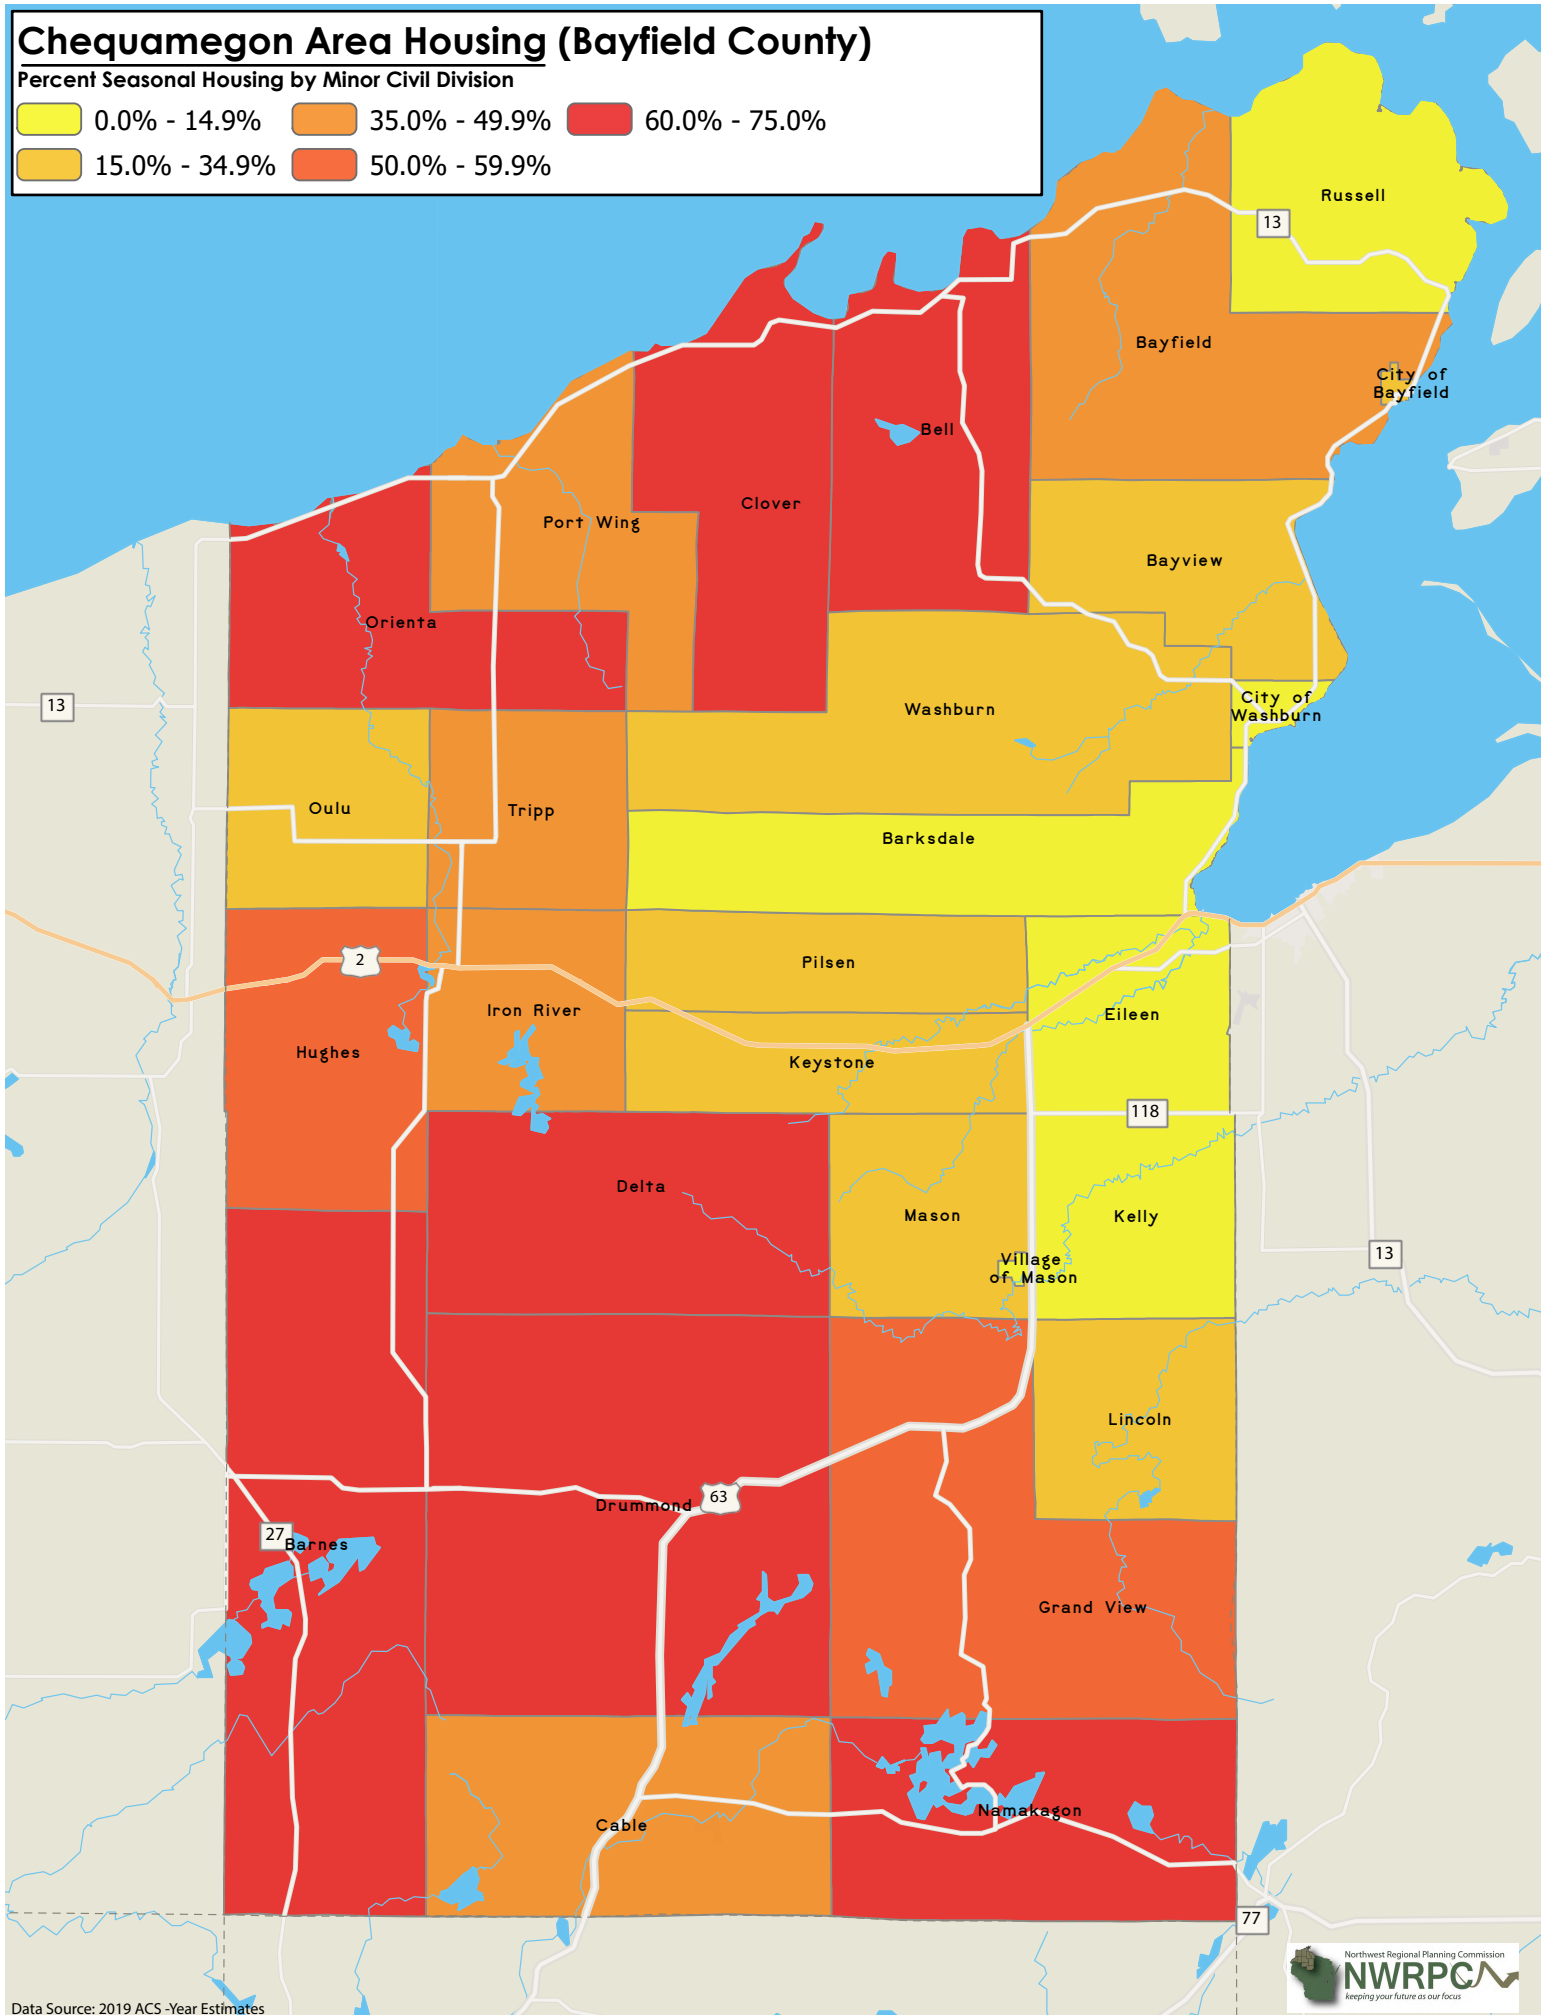 Chequamegon Area Housing (Bayfield County)
Percent Seasonal Housing by Minor Civil Division
0.0% - 14.9%
35.0% - 49.9%
60.0% - 75.0%
15.0% - 34.9%
50.0% - 59.9%
Russell
13
Bayfield
City of
Bayfield
Bell
Clover
Port Wing
Bayview
Orienta
13
City of
Washburn
Washburn
Oulu
Tripp
Barksdale
2
Pilsen
Iron River
Eileen
Hughes
Keystone
118
Delta
Mason
Kelly
13
Village
of Mason
Lincoln
63
Drummond
27
Barnes
Grand View
Namakagon
Cable
77
Northwest Regional Planning Commission
NWRPC
keeping your future as our focus
Data Source: 2019 ACS -Year Estimates